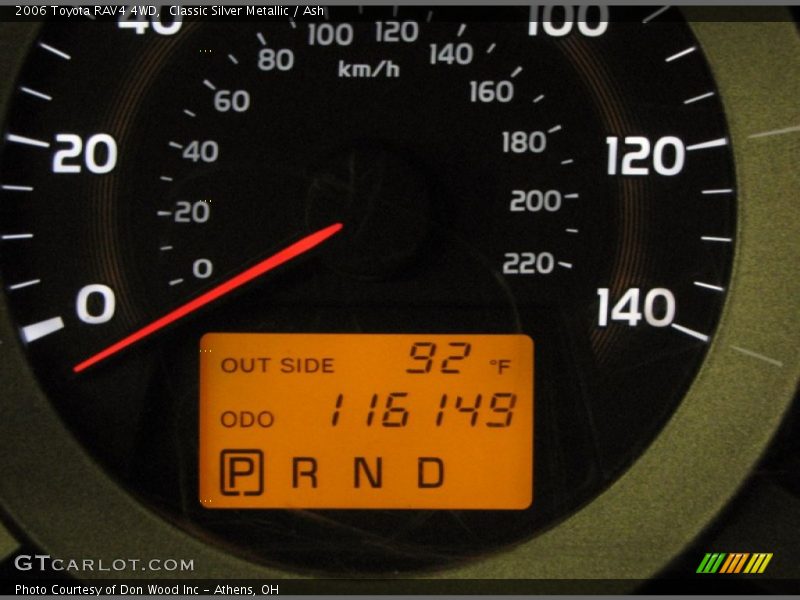 2006 Toyota RAV4 4WD, Classic Silver Metallic / Ash
40 100 120 100
80 140
km/h
60 160
20 40 180 120
20 200
0 220
0 140
OUT SIDE 92 °F
ODO 116149
P R N D
GTCARLOT.COM
Photo Courtesy of Don Wood Inc - Athens, OH